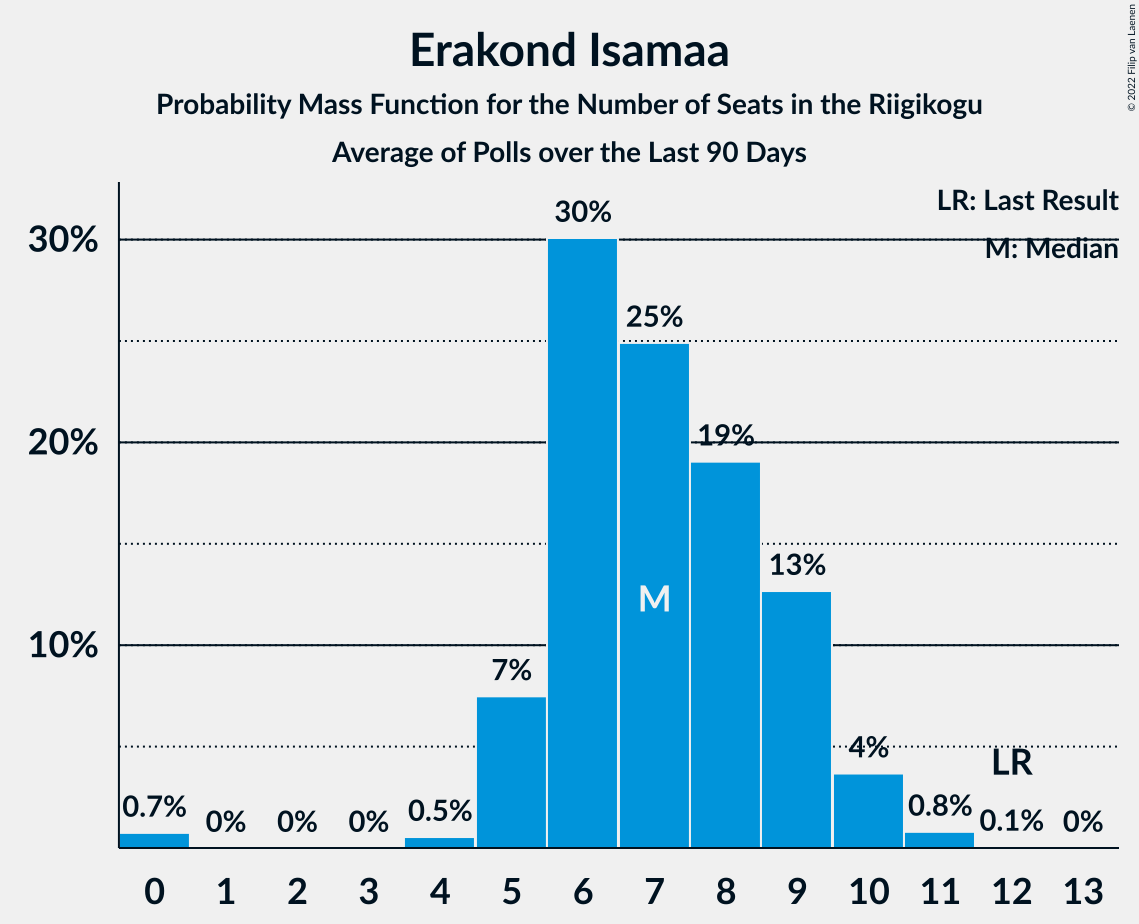 Erakond Isamaa
Probability Mass Function for the Number of Seats in the Riigikogu
Average of Polls over the Last 90 Days
© 2022 Filip van Laenen
LR: Last Result
M: Median
30%
20%
10%
0.7%
0%
0%
0%
0.5%
7%
30%
25%
19%
13%
4%
0.8%
0.1%
0%
M
LR
0 1 2 3 4 5 6 7 8 9 10 11 12 13